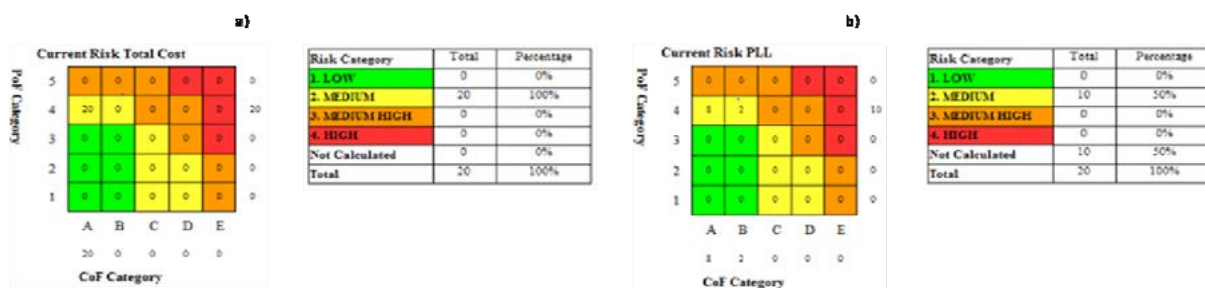 a)
Current Risk Total Cost
PoF Category
5 0 0 0 0 0 0
4 20 0 0 0 0 20
3 0 0 0 0 0 0
2 0 0 0 0 0 0
1 0 0 0 0 0 0
A B C D E
20 0 0 0 0
CoF Category
Risk Category Total Percentage
1. LOW 0 0%
2. MEDIUM 20 100%
3. MEDIUM HIGH 0 0%
4. HIGH 0 0%
Not Calculated 0 0%
Total 20 100%
b)
Current Risk PLL
PoF Category
5 0 0 0 0 0 0
4 8 2 0 0 0 10
3 0 0 0 0 0 0
2 0 0 0 0 0 0
1 0 0 0 0 0 0
A B C D E
8 2 0 0 0
CoF Category
Risk Category Total Percentage
1. LOW 0 0%
2. MEDIUM 10 50%
3. MEDIUM HIGH 0 0%
4. HIGH 0 0%
Not Calculated 10 50%
Total 20 100%